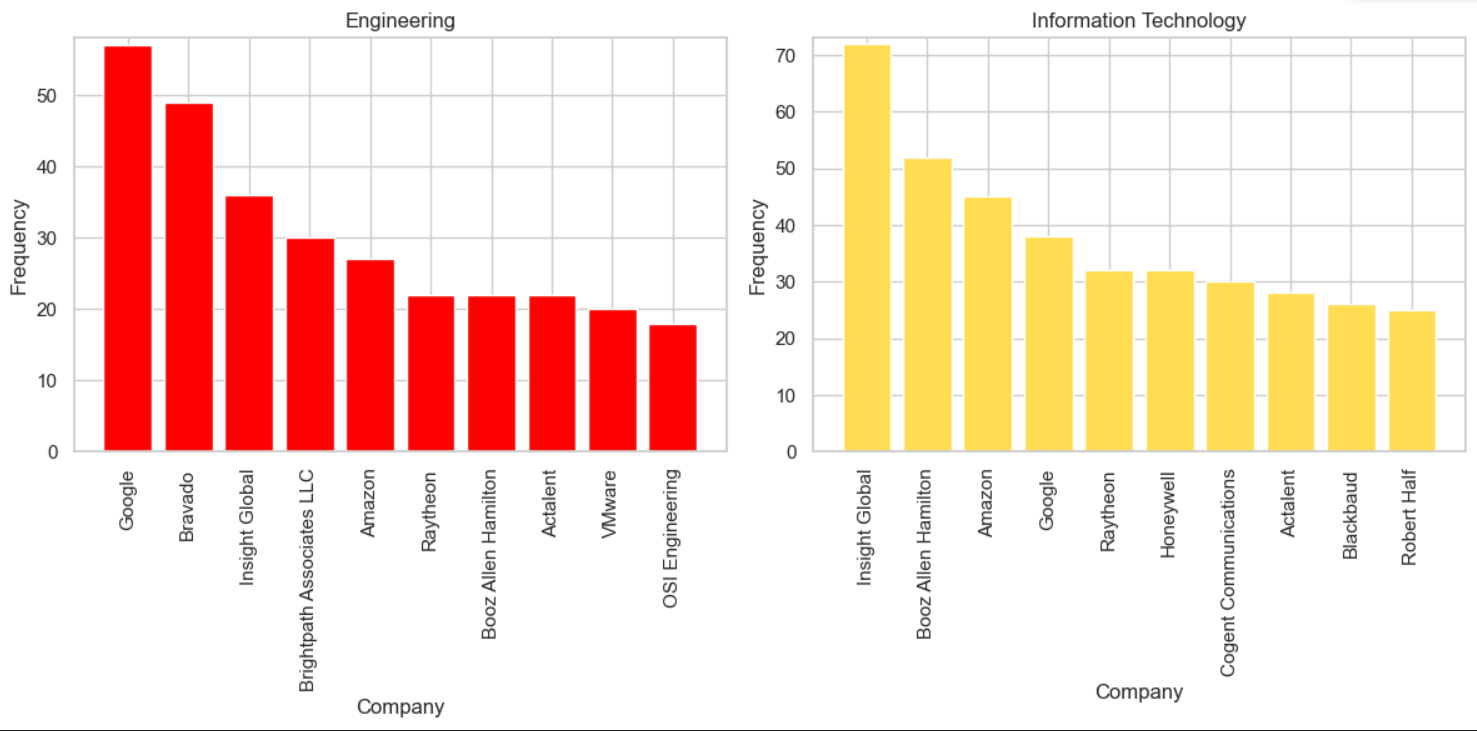 Engineering
Frequency
50
40
30
20
10
0
Google
Bravado
Insight Global
Brightpath Associates LLC
Amazon
Raytheon
Booz Allen Hamilton
Actalent
VMware
OSI Engineering
Company
Information Technology
Frequency
70
60
50
40
30
20
10
0
Insight Global
Booz Allen Hamilton
Amazon
Google
Raytheon
Honeywell
Cogent Communications
Actalent
Blackbaud
Robert Half
Company